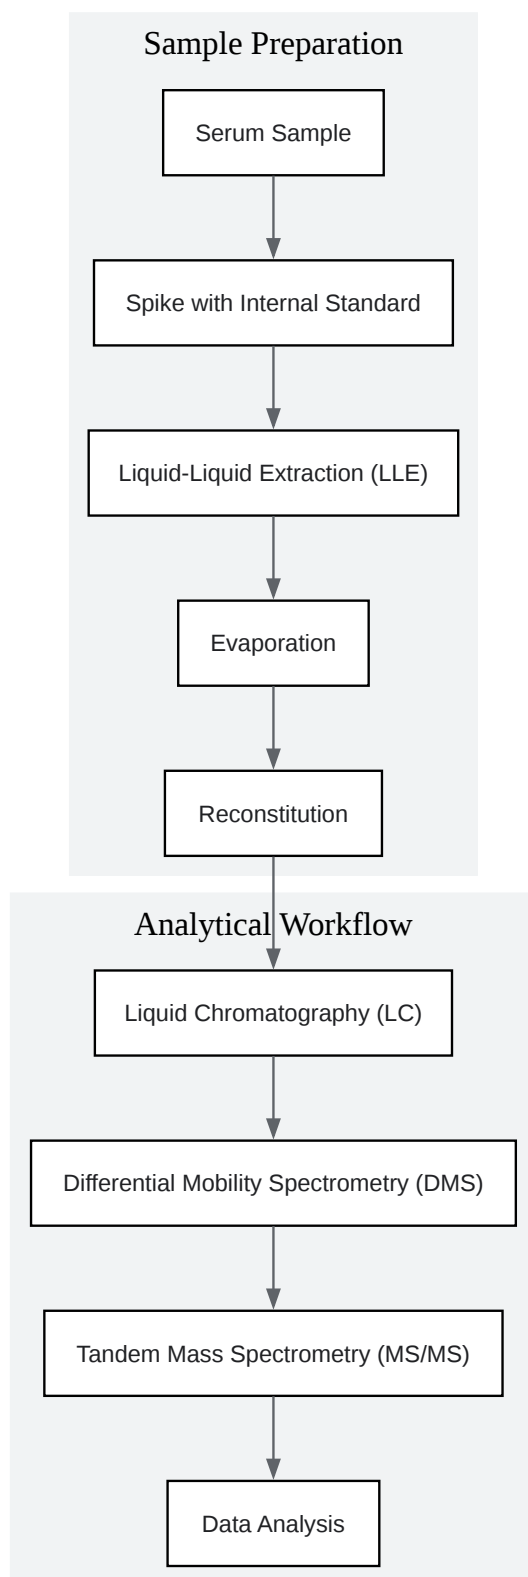 Sample Preparation
Serum Sample
Spike with Internal Standard
Liquid-Liquid Extraction (LLE)
Evaporation
Reconstitution
Analytical Workflow
Liquid Chromatography (LC)
Differential Mobility Spectrometry (DMS)
Tandem Mass Spectrometry (MS/MS)
Data Analysis